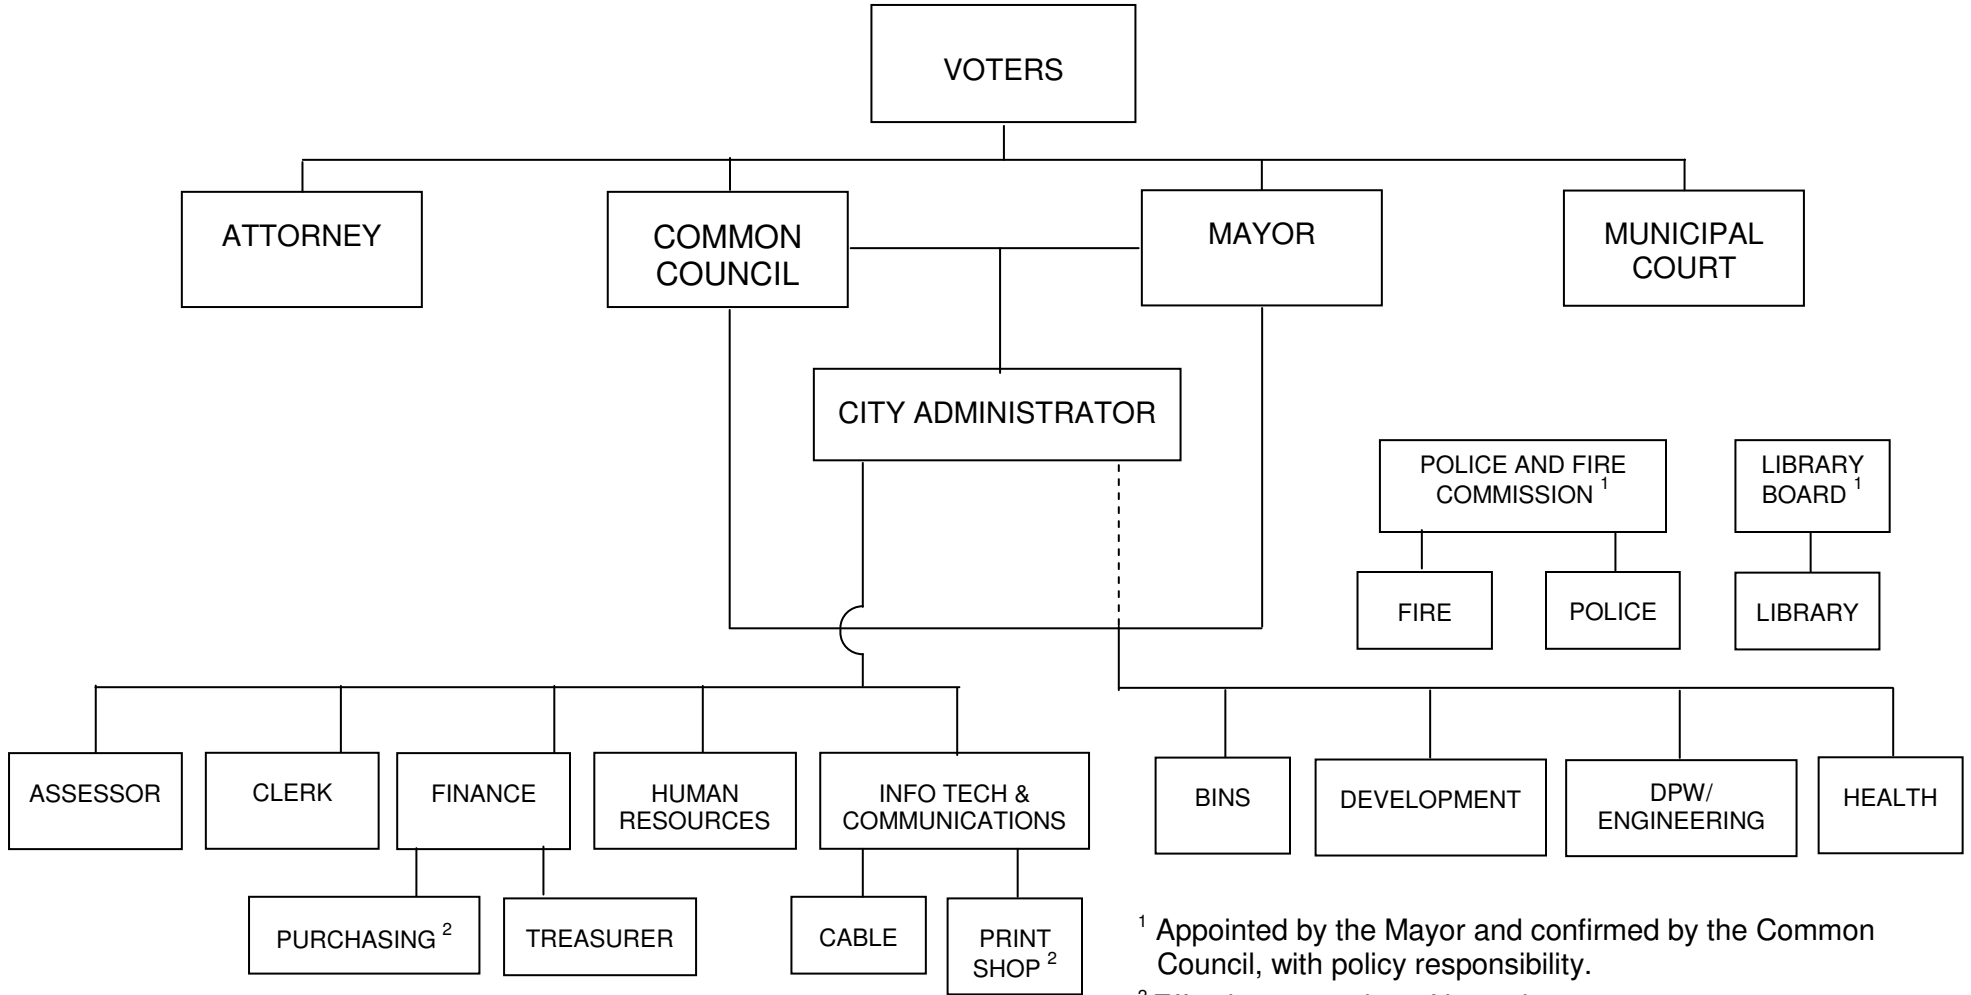 VOTERS
ATTORNEY
COMMON
COUNCIL
MAYOR
MUNICIPAL
COURT
CITY ADMINISTRATOR
POLICE AND FIRE
COMMISSION 1
LIBRARY
BOARD 1
FIRE
POLICE
LIBRARY
ASSESSOR
CLERK
FINANCE
HUMAN
RESOURCES
INFO TECH &
COMMUNICATIONS
BINS
DEVELOPMENT
DPW/
ENGINEERING
HEALTH
PURCHASING 2
TREASURER
CABLE
PRINT
SHOP 2
1 Appointed by the Mayor and confirmed by the Common
Council, with policy responsibility.